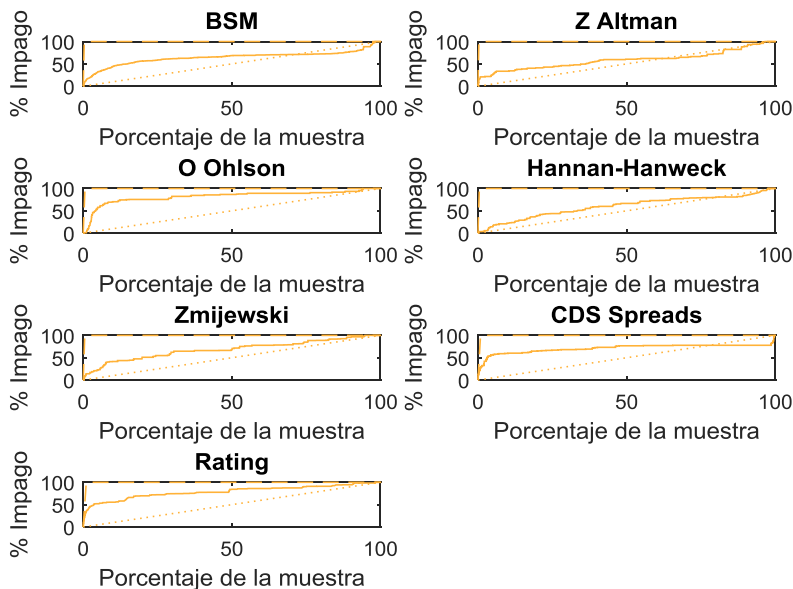 BSM
% Impago
100
50
0
0 50 100
Porcentaje de la muestra
Z Altman
% Impago
100
50
0
0 50 100
Porcentaje de la muestra
O Ohlson
% Impago
100
50
0
0 50 100
Porcentaje de la muestra
Hannan-Hanweck
% Impago
100
50
0
0 50 100
Porcentaje de la muestra
Zmijewski
% Impago
100
50
0
0 50 100
Porcentaje de la muestra
CDS Spreads
% Impago
100
50
0
0 50 100
Porcentaje de la muestra
Rating
% Impago
100
50
0
0 50 100
Porcentaje de la muestra